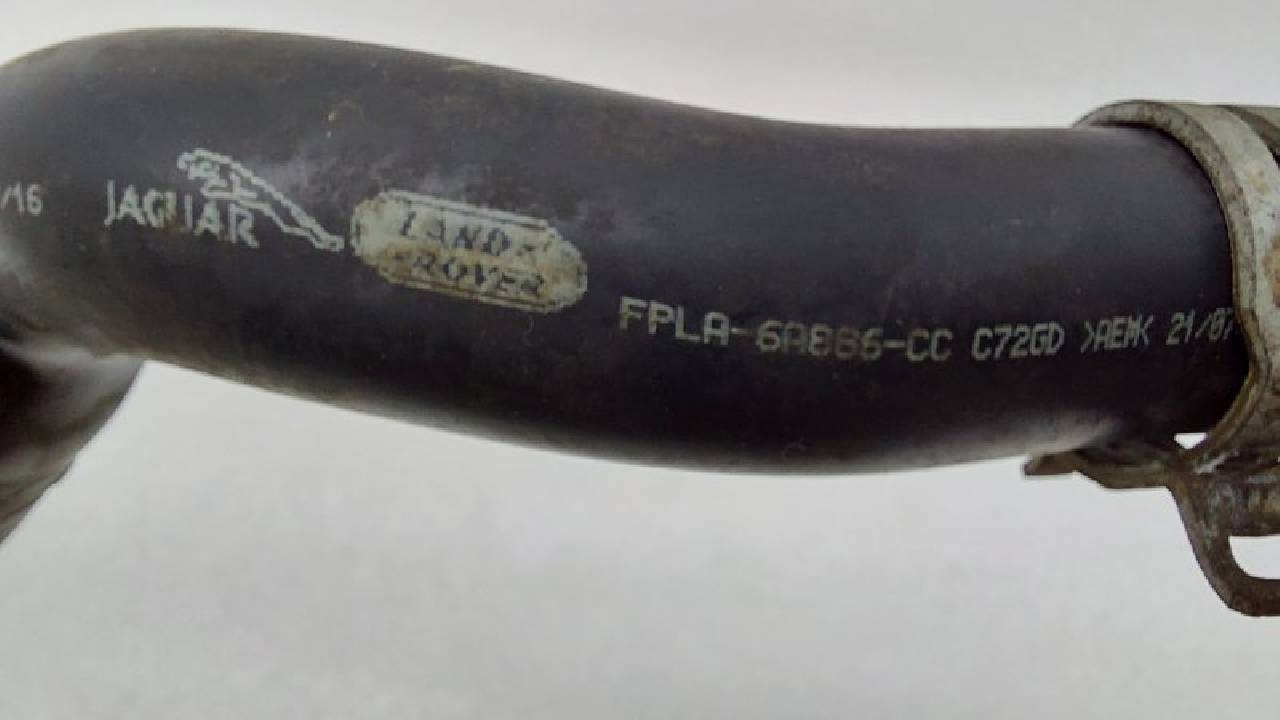 /16
JAGUAR
LAND-
-ROVER
FPLA-6A886-CC C72GD >AEM< 21/07